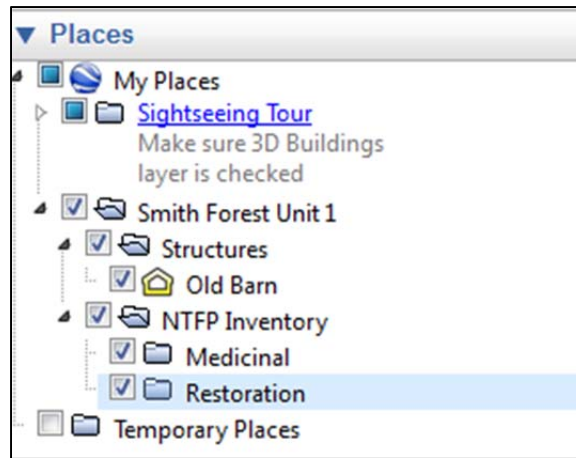 Places
My Places
Sightseeing Tour
Make sure 3D Buildings
layer is checked
Smith Forest Unit 1
Structures
Old Barn
NTFP Inventory
Medicinal
Restoration
Temporary Places